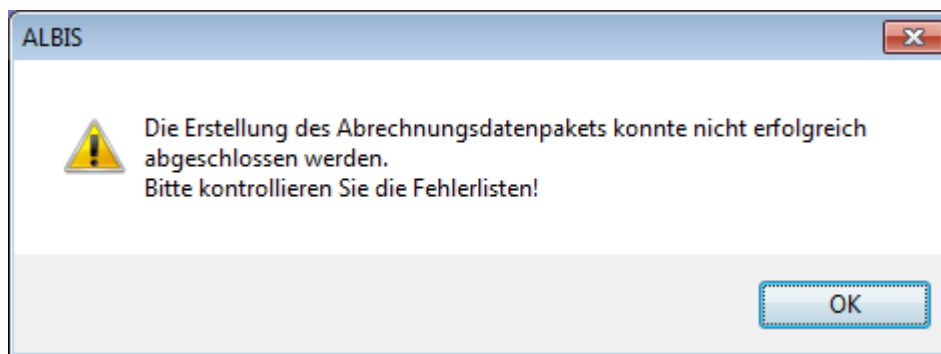 ALBIS
Die Erstellung des Abrechnungsdatenpakets konnte nicht erfolgreich
abgeschlossen werden.
Bitte kontrollieren Sie die Fehlerlisten!
OK